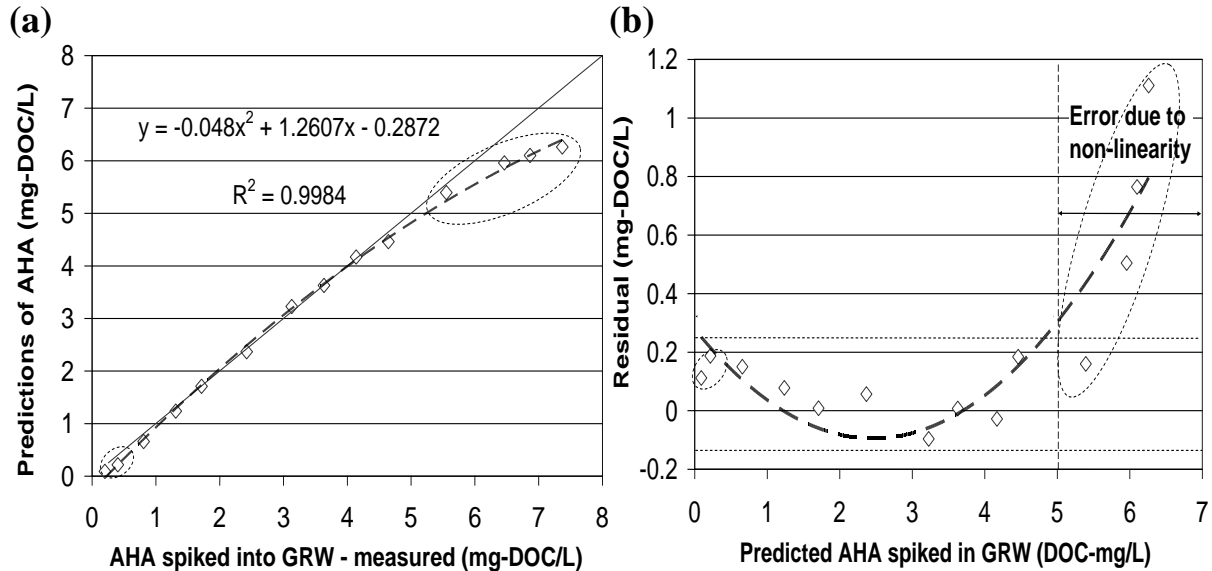 (a)
8
7
6
5
4
3
2
1
0
Predictions of AHA (mg-DOC/L)
y = -0.048x² + 1.2607x - 0.2872
R² = 0.9984
0 1 2 3 4 5 6 7 8
AHA spiked into GRW - measured (mg-DOC/L)
(b)
1.2
1
0.8
0.6
0.4
0.2
0
-0.2
Residual (mg-DOC/L)
Error due to
non-linearity
0 1 2 3 4 5 6 7
Predicted AHA spiked in GRW (DOC-mg/L)